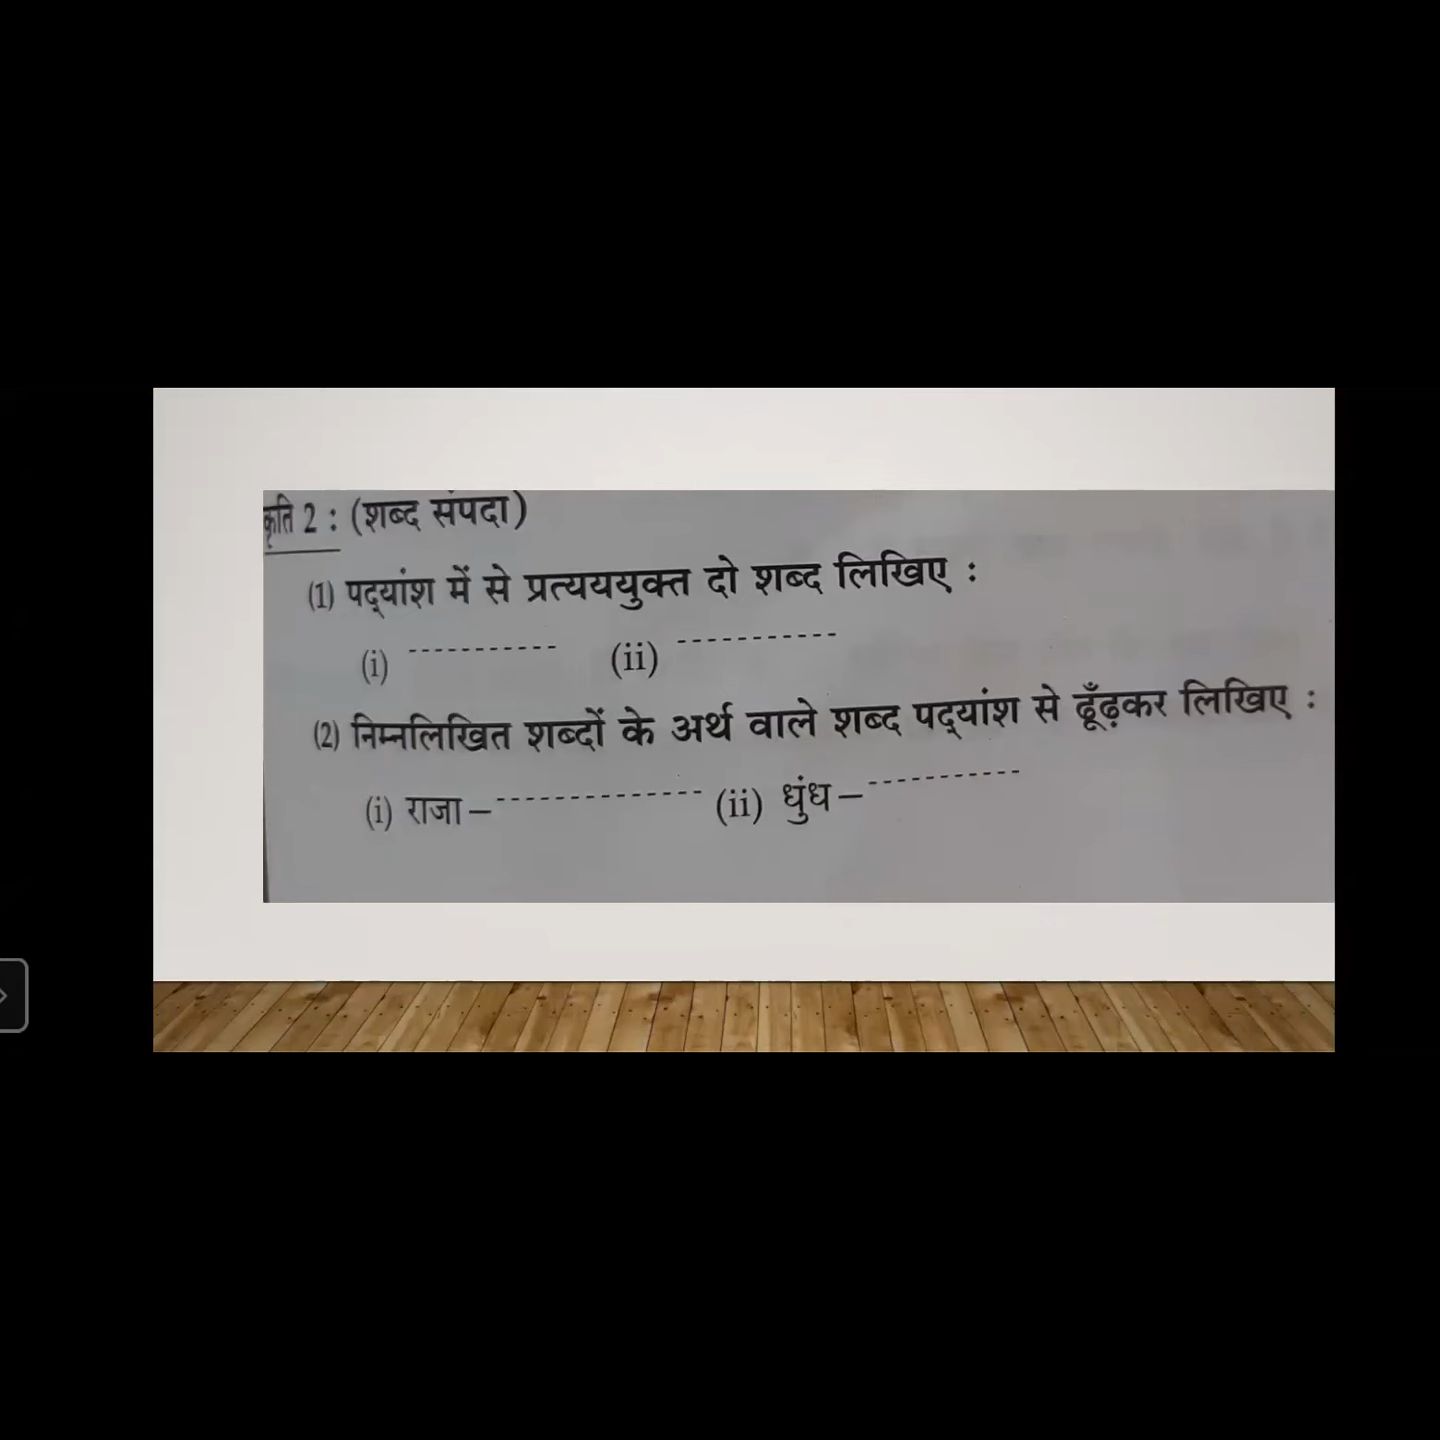 कृति 2 : (शब्द संपदा)
(1) पद्‌यांश में से प्रत्यययुक्त दो शब्द लिखिए :
(i) ----------- (ii) -----------
(2) निम्नलिखित शब्दों के अर्थ वाले शब्द पद्‌यांश से ढूँढ़कर लिखिए :
(i) राजा – -------------- (ii) धुंध – -----------